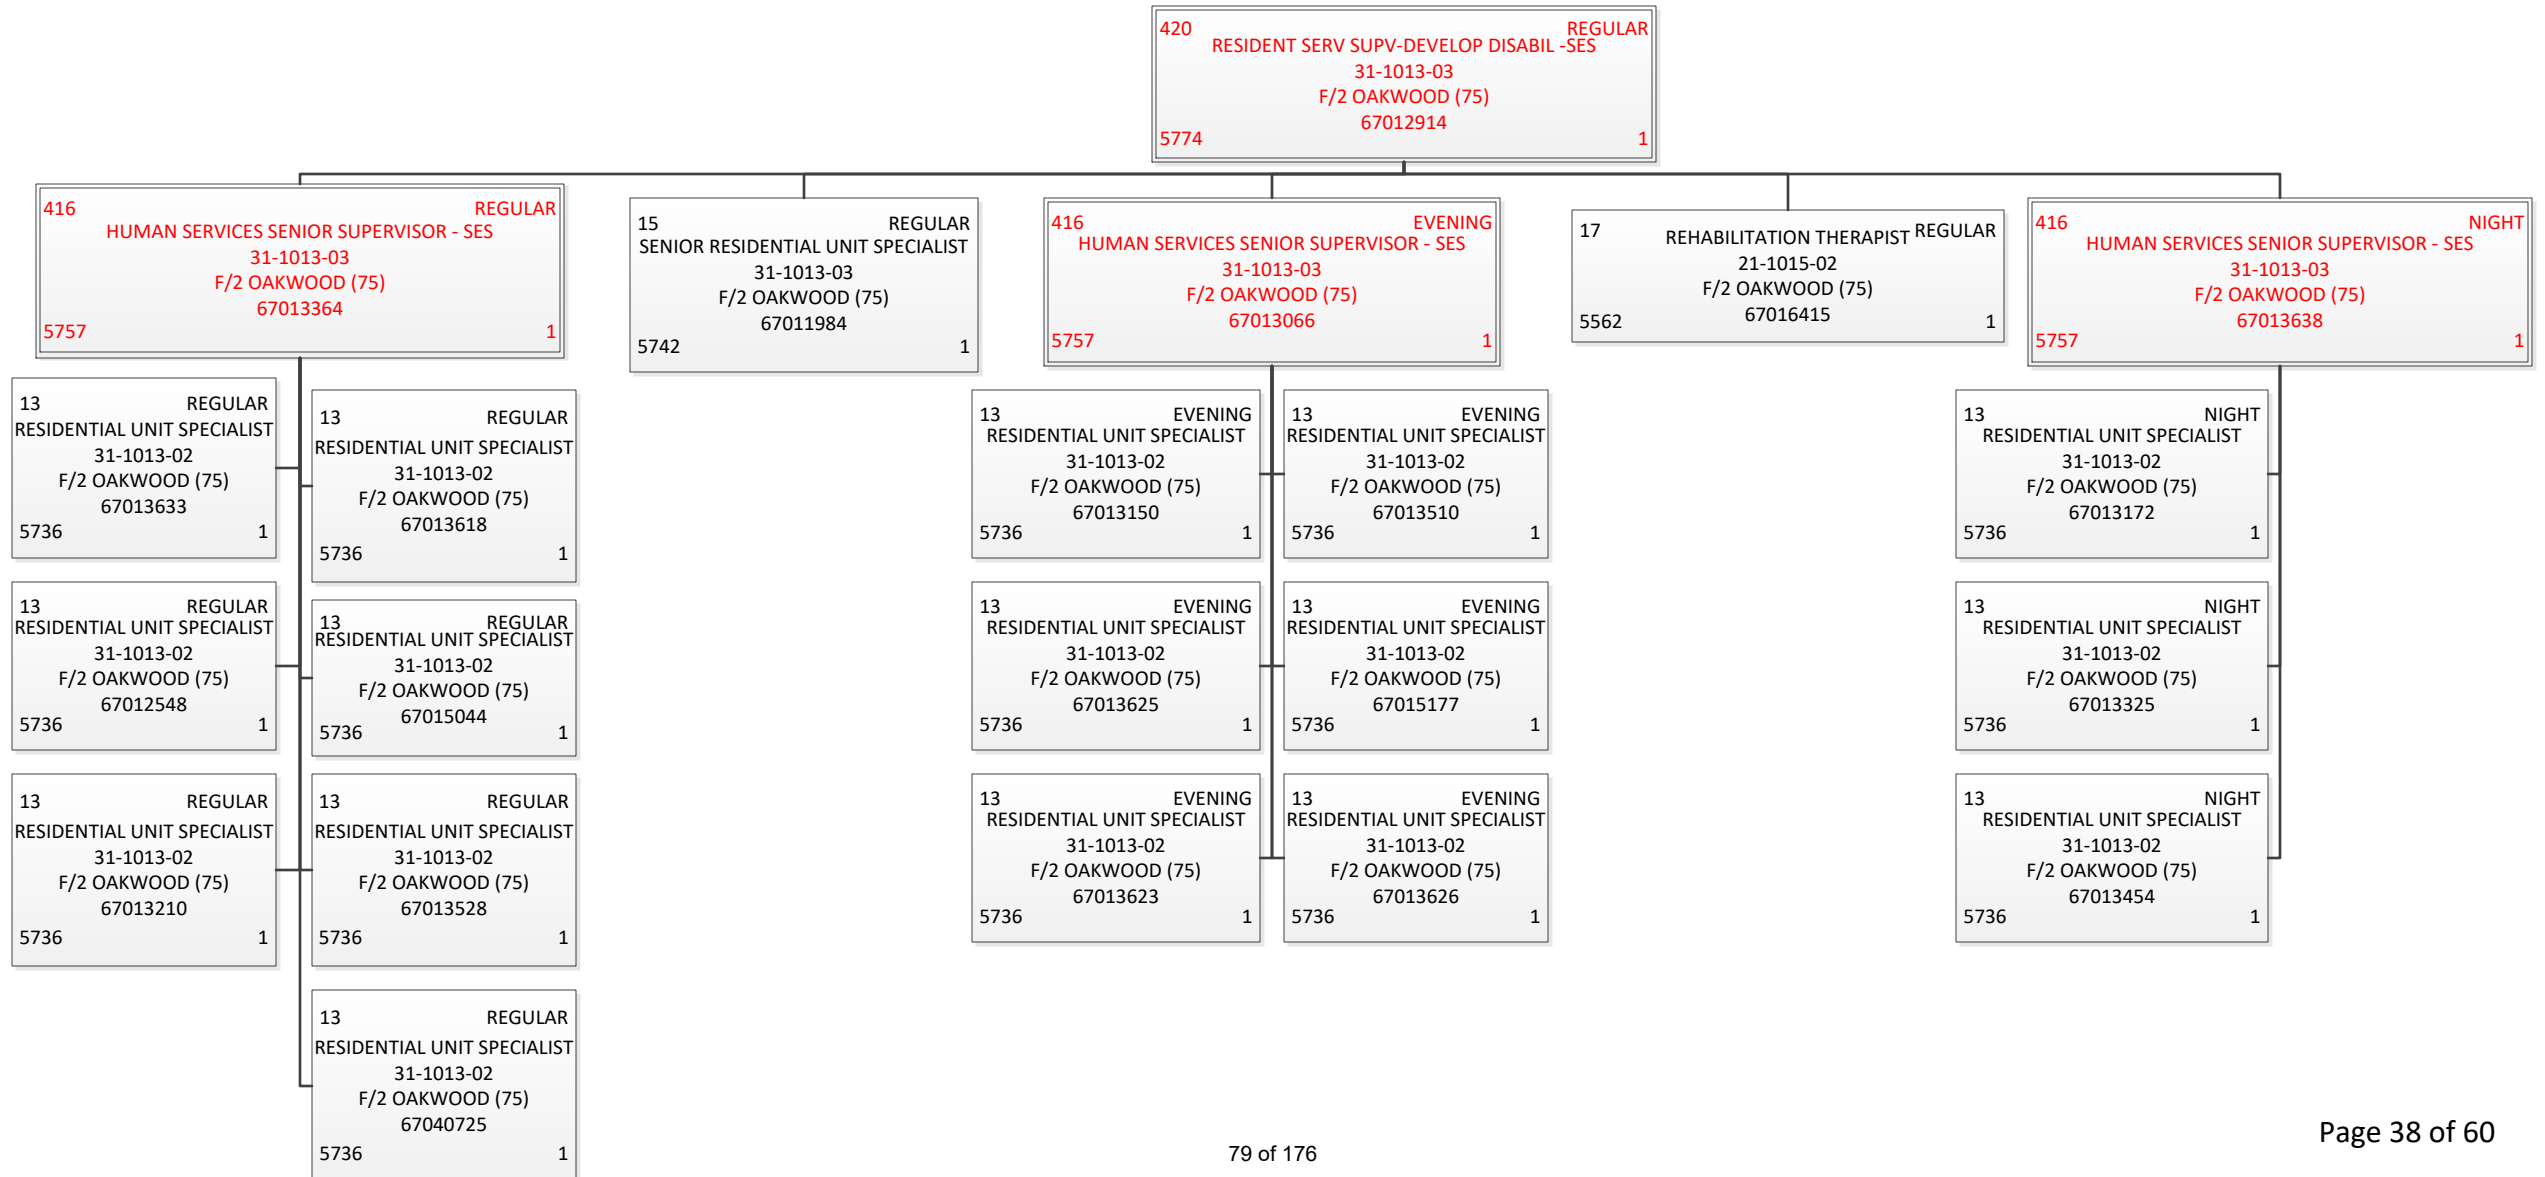 420 REGULAR
RESIDENT SERV SUPV-DEVELOP DISABIL -SES
31-1013-03
F/2 OAKWOOD (75)
67012914
5774 1
416 REGULAR
HUMAN SERVICES SENIOR SUPERVISOR - SES
31-1013-03
F/2 OAKWOOD (75)
67013364
5757 1
15 REGULAR
SENIOR RESIDENTIAL UNIT SPECIALIST
31-1013-03
F/2 OAKWOOD (75)
67011984
5742 1
416 EVENING
HUMAN SERVICES SENIOR SUPERVISOR - SES
31-1013-03
F/2 OAKWOOD (75)
67013066
5757 1
17 REHABILITATION THERAPIST REGULAR
21-1015-02
F/2 OAKWOOD (75)
67016415
5562 1
416 NIGHT
HUMAN SERVICES SENIOR SUPERVISOR - SES
31-1013-03
F/2 OAKWOOD (75)
67013638
5757 1
13 REGULAR
RESIDENTIAL UNIT SPECIALIST
31-1013-02
F/2 OAKWOOD (75)
67013633
5736 1
13 REGULAR
RESIDENTIAL UNIT SPECIALIST
31-1013-02
F/2 OAKWOOD (75)
67013618
5736 1
13 EVENING
RESIDENTIAL UNIT SPECIALIST
31-1013-02
F/2 OAKWOOD (75)
67013150
5736 1
13 EVENING
RESIDENTIAL UNIT SPECIALIST
31-1013-02
F/2 OAKWOOD (75)
67013510
5736 1
13 NIGHT
RESIDENTIAL UNIT SPECIALIST
31-1013-02
F/2 OAKWOOD (75)
67013172
5736 1
13 REGULAR
RESIDENTIAL UNIT SPECIALIST
31-1013-02
F/2 OAKWOOD (75)
67012548
5736 1
13 REGULAR
RESIDENTIAL UNIT SPECIALIST
31-1013-02
F/2 OAKWOOD (75)
67015044
5736 1
13 EVENING
RESIDENTIAL UNIT SPECIALIST
31-1013-02
F/2 OAKWOOD (75)
67013625
5736 1
13 EVENING
RESIDENTIAL UNIT SPECIALIST
31-1013-02
F/2 OAKWOOD (75)
67015177
5736 1
13 NIGHT
RESIDENTIAL UNIT SPECIALIST
31-1013-02
F/2 OAKWOOD (75)
67013325
5736 1
13 REGULAR
RESIDENTIAL UNIT SPECIALIST
31-1013-02
F/2 OAKWOOD (75)
67013210
5736 1
13 REGULAR
RESIDENTIAL UNIT SPECIALIST
31-1013-02
F/2 OAKWOOD (75)
67013528
5736 1
13 EVENING
RESIDENTIAL UNIT SPECIALIST
31-1013-02
F/2 OAKWOOD (75)
67013623
5736 1
13 EVENING
RESIDENTIAL UNIT SPECIALIST
31-1013-02
F/2 OAKWOOD (75)
67013626
5736 1
13 NIGHT
RESIDENTIAL UNIT SPECIALIST
31-1013-02
F/2 OAKWOOD (75)
67013454
5736 1
13 REGULAR
RESIDENTIAL UNIT SPECIALIST
31-1013-02
F/2 OAKWOOD (75)
67040725
5736 1
Page 38 of 60
79 of 176